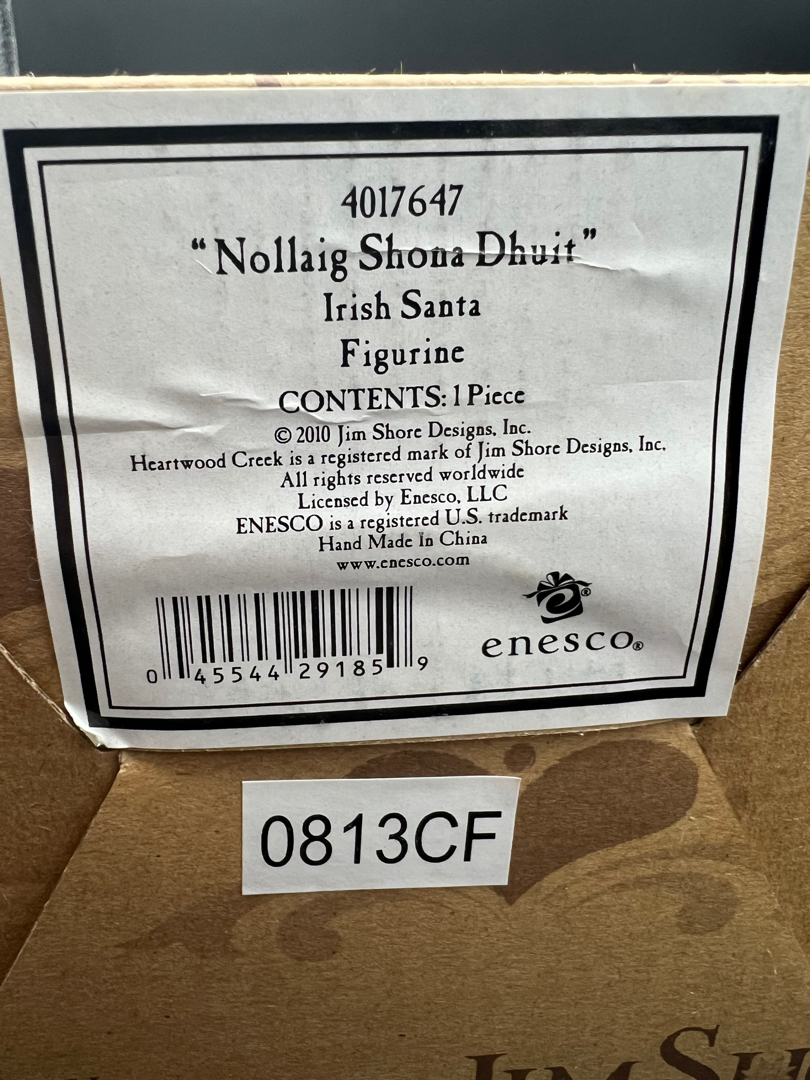 4017647
“Nollaig Shona Dhuit”
Irish Santa
Figurine
CONTENTS: 1 Piece
© 2010 Jim Shore Designs, Inc.
Heartwood Creek is a registered mark of Jim Shore Designs, Inc.
All rights reserved worldwide
Licensed by Enesco, LLC
ENESCO is a registered U.S. trademark
Hand Made In China
www.enesco.com
0 45544 29185 9
enesco®
0813CF
JIM